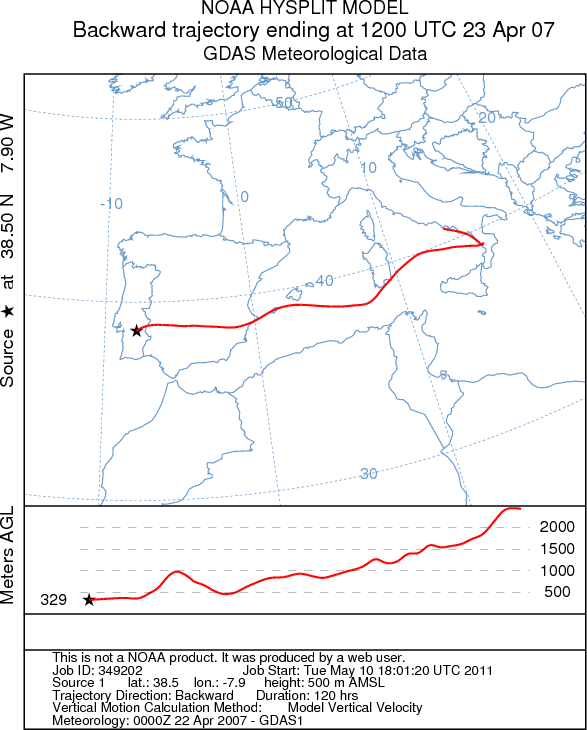 NOAA HYSPLIT MODEL
Backward trajectory ending at 1200 UTC 23 Apr 07
GDAS Meteorological Data
Source ★ at 38.50 N 7.90 W
50
20
10
0
-10
40
30
Meters AGL
329
2000
1500
1000
500
This is not a NOAA product. It was produced by a web user.
Job ID: 349202 Job Start: Tue May 10 18:01:20 UTC 2011
Source 1 lat.: 38.5 lon.: -7.9 height: 500 m AMSL
Trajectory Direction: Backward Duration: 120 hrs
Vertical Motion Calculation Method: Model Vertical Velocity
Meteorology: 0000Z 22 Apr 2007 - GDAS1